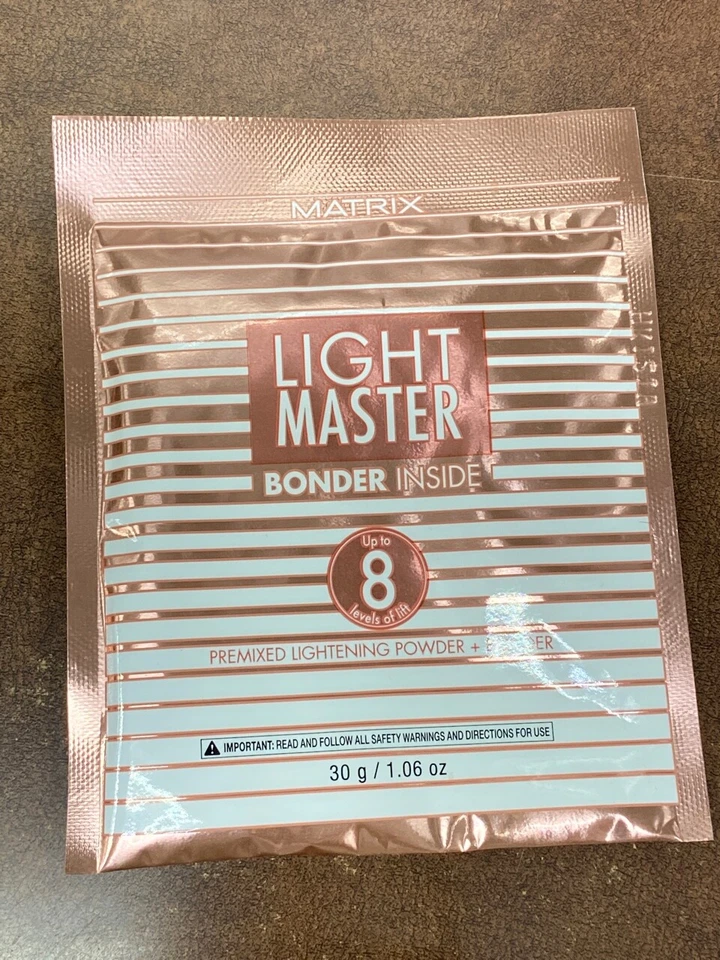 MATRIX
LIGHT
MASTER
BONDER INSIDE
Up to
8
levels of lift
PREMIXED LIGHTENING POWDER +
IMPORTANT: READ AND FOLLOW ALL SAFETY WARNINGS AND DIRECTIONS FOR USE
30 g / 1.06 oz